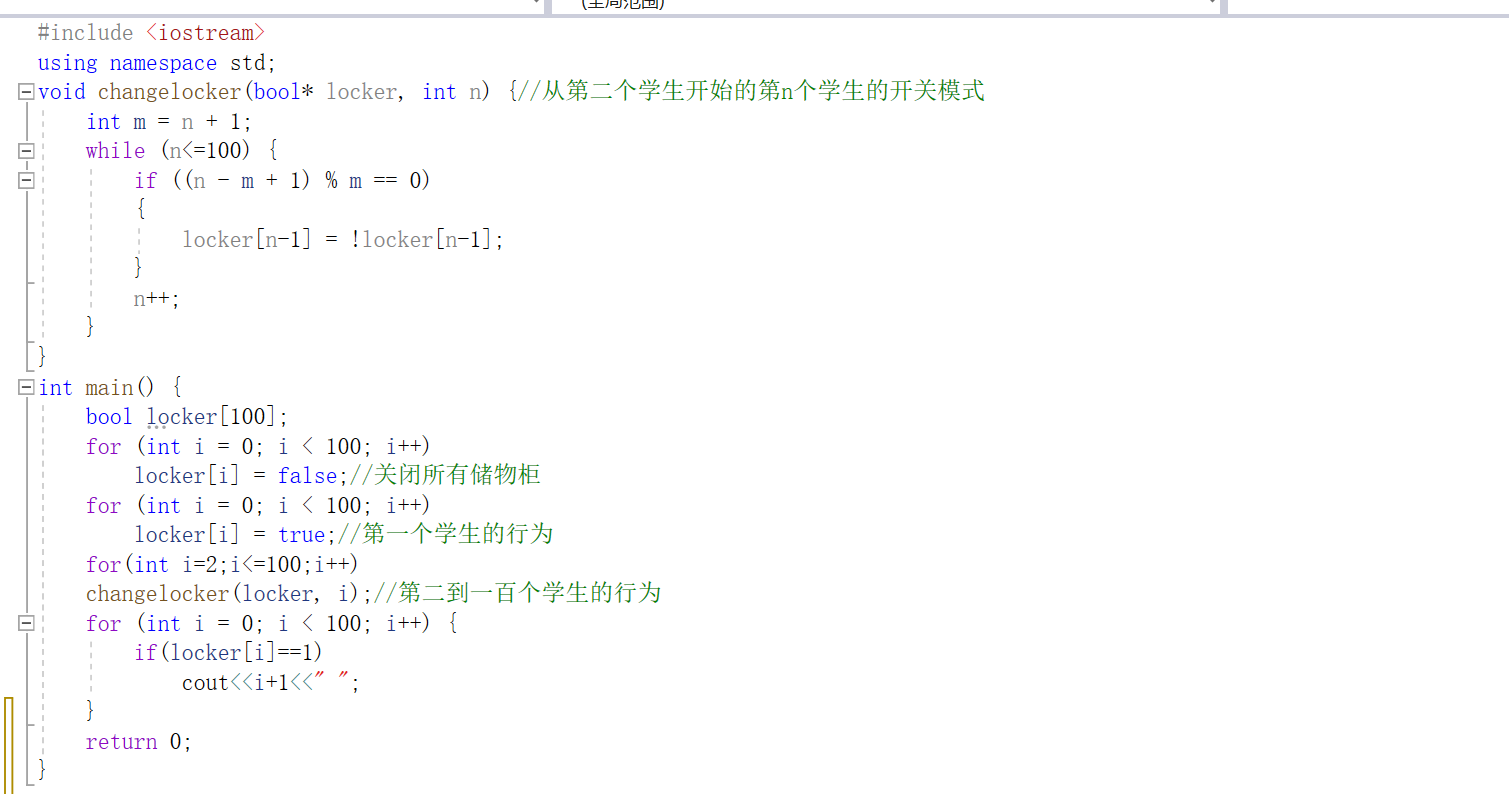 (全局范围)
#include <iostream>
using namespace std;
void changelocker(bool* locker, int n) {//从第二个学生开始的第n个学生的开关模式
    int m = n + 1;
    while (n<=100) {
        if ((n - m + 1) % m == 0)
        {
            locker[n-1] = !locker[n-1];
        }
        n++;
    }
}
int main() {
    bool locker[100];
    for (int i = 0; i < 100; i++)
        locker[i] = false;//关闭所有储物柜
    for (int i = 0; i < 100; i++)
        locker[i] = true;//第一个学生的行为
    for(int i=2;i<=100;i++)
    changelocker(locker, i);//第二到一百个学生的行为
    for (int i = 0; i < 100; i++) {
        if(locker[i]==1)
            cout<<i+1<<" ";
    }
    return 0;
}